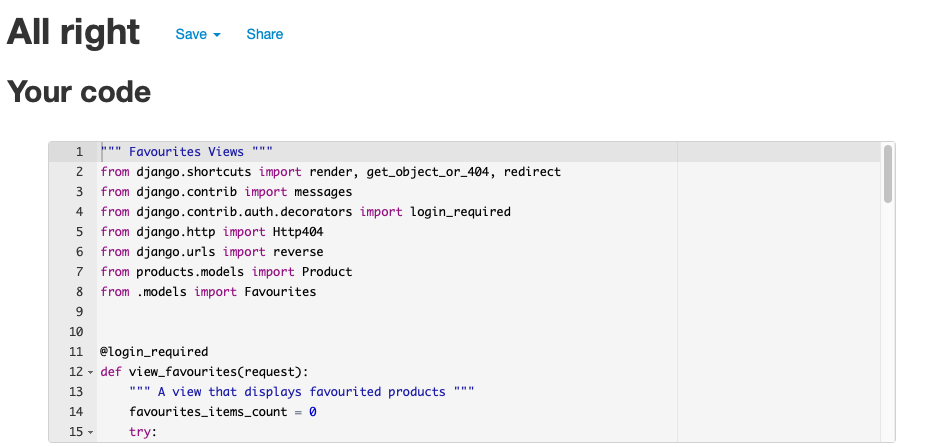 All right Save Share
Your code
1 """ Favourites Views """
2 from django.shortcuts import render, get_object_or_404, redirect
3 from django.contrib import messages
4 from django.contrib.auth.decorators import login_required
5 from django.http import Http404
6 from django.urls import reverse
7 from products.models import Product
8 from .models import Favourites
9
10
11 @login_required
12 def view_favourites(request):
13     """ A view that displays favourited products """
14     favourites_items_count = 0
15     try: